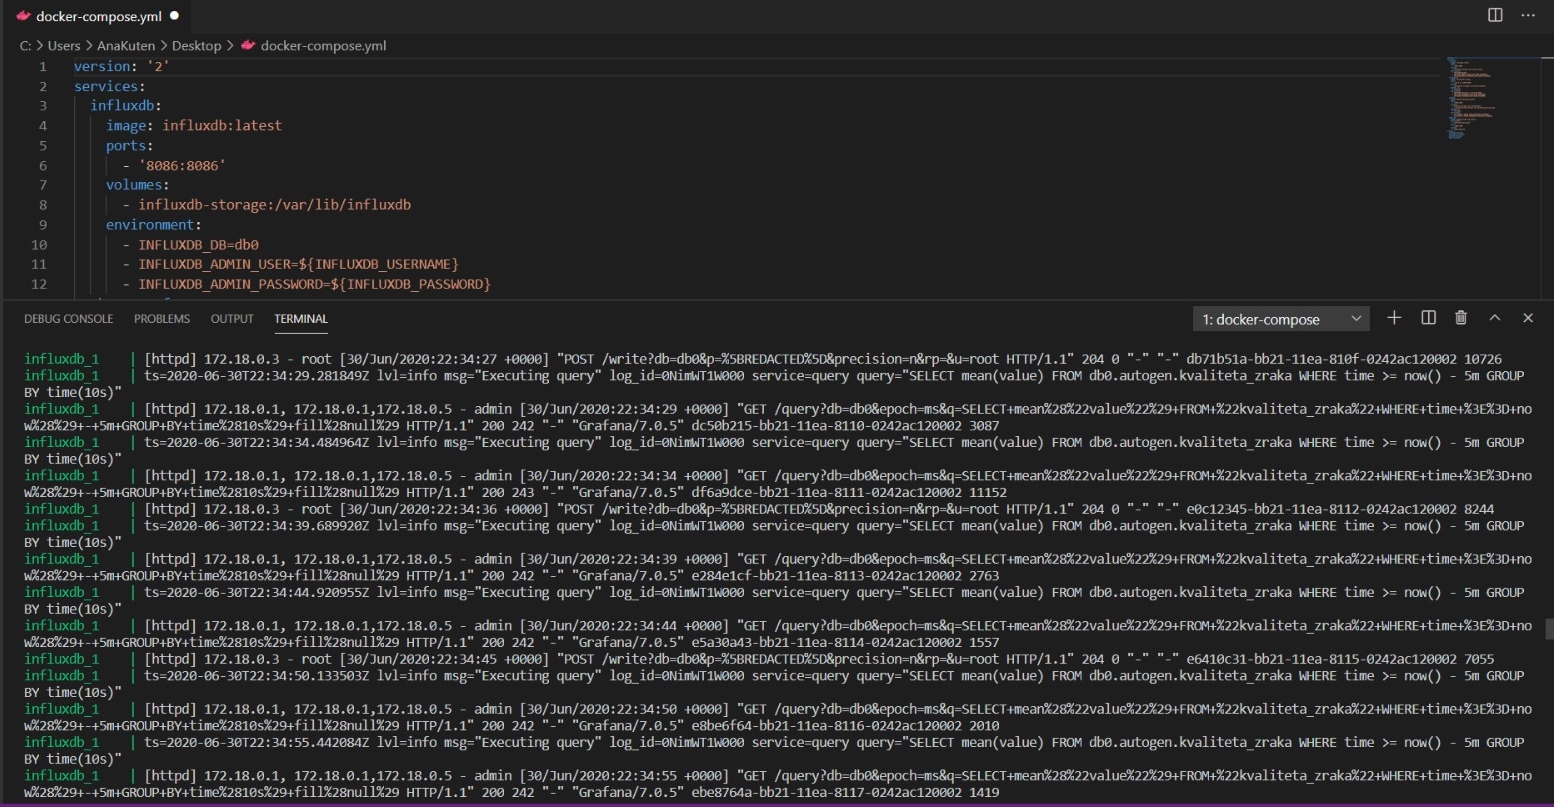 docker-compose.yml
C: > Users > AnaKuten > Desktop > docker-compose.yml
1 version: '2'
2 services:
3 influxdb:
4 image: influxdb:latest
5 ports:
6 - '8086:8086'
7 volumes:
8 - influxdb-storage:/var/lib/influxdb
9 environment:
10 - INFLUXDB_DB=db0
11 - INFLUXDB_ADMIN_USER=${INFLUXDB_USERNAME}
12 - INFLUXDB_ADMIN_PASSWORD=${INFLUXDB_PASSWORD}
DEBUG CONSOLE PROBLEMS OUTPUT TERMINAL 1: docker-compose
influxdb_1 | [httpd] 172.18.0.3 - root [30/Jun/2020:22:34:27 +0000] "POST /write?db=db0&p=%5BREDACTED%5D&precision=n&rp=&u=root HTTP/1.1" 204 0 "-" "-" db71b51a-bb21-11ea-810f-0242ac120002 10726
influxdb_1 | ts=2020-06-30T22:34:29.281849Z lvl=info msg="Executing query" log_id=0NimWT1W000 service=query query="SELECT mean(value) FROM db0.autogen.kvaliteta_zraka WHERE time >= now() - 5m GROUP
BY time(10s)"
influxdb_1 | [httpd] 172.18.0.1, 172.18.0.1,172.18.0.5 - admin [30/Jun/2020:22:34:29 +0000] "GET /query?db=db0&epoch=ms&q=SELECT+mean%28%22value%22%29+FROM+%22kvaliteta_zraka%22+WHERE+time+%3E%3D+no
w%28%29+-+5m+GROUP+BY+time%2810s%29+fill%28null%29 HTTP/1.1" 200 242 "-" "Grafana/7.0.5" dc50b215-bb21-11ea-8110-0242ac120002 3087
influxdb_1 | ts=2020-06-30T22:34:34.484964Z lvl=info msg="Executing query" log_id=0NimWT1W000 service=query query="SELECT mean(value) FROM db0.autogen.kvaliteta_zraka WHERE time >= now() - 5m GROUP
BY time(10s)"
influxdb_1 | [httpd] 172.18.0.1, 172.18.0.1,172.18.0.5 - admin [30/Jun/2020:22:34:34 +0000] "GET /query?db=db0&epoch=ms&q=SELECT+mean%28%22value%22%29+FROM+%22kvaliteta_zraka%22+WHERE+time+%3E%3D+no
w%28%29+-+5m+GROUP+BY+time%2810s%29+fill%28null%29 HTTP/1.1" 200 243 "-" "Grafana/7.0.5" df6a9dce-bb21-11ea-8111-0242ac120002 11152
influxdb_1 | [httpd] 172.18.0.3 - root [30/Jun/2020:22:34:36 +0000] "POST /write?db=db0&p=%5BREDACTED%5D&precision=n&rp=&u=root HTTP/1.1" 204 0 "-" "-" e0c12345-bb21-11ea-8112-0242ac120002 8244
influxdb_1 | ts=2020-06-30T22:34:39.689920Z lvl=info msg="Executing query" log_id=0NimWT1W000 service=query query="SELECT mean(value) FROM db0.autogen.kvaliteta_zraka WHERE time >= now() - 5m GROUP
BY time(10s)"
influxdb_1 | [httpd] 172.18.0.1, 172.18.0.1,172.18.0.5 - admin [30/Jun/2020:22:34:39 +0000] "GET /query?db=db0&epoch=ms&q=SELECT+mean%28%22value%22%29+FROM+%22kvaliteta_zraka%22+WHERE+time+%3E%3D+no
w%28%29+-+5m+GROUP+BY+time%2810s%29+fill%28null%29 HTTP/1.1" 200 242 "-" "Grafana/7.0.5" e284e1cf-bb21-11ea-8113-0242ac120002 2763
influxdb_1 | ts=2020-06-30T22:34:44.920955Z lvl=info msg="Executing query" log_id=0NimWT1W000 service=query query="SELECT mean(value) FROM db0.autogen.kvaliteta_zraka WHERE time >= now() - 5m GROUP
BY time(10s)"
influxdb_1 | [httpd] 172.18.0.1, 172.18.0.1,172.18.0.5 - admin [30/Jun/2020:22:34:44 +0000] "GET /query?db=db0&epoch=ms&q=SELECT+mean%28%22value%22%29+FROM+%22kvaliteta_zraka%22+WHERE+time+%3E%3D+no
w%28%29+-+5m+GROUP+BY+time%2810s%29+fill%28null%29 HTTP/1.1" 200 242 "-" "Grafana/7.0.5" e5a30a43-bb21-11ea-8114-0242ac120002 1557
influxdb_1 | [httpd] 172.18.0.3 - root [30/Jun/2020:22:34:45 +0000] "POST /write?db=db0&p=%5BREDACTED%5D&precision=n&rp=&u=root HTTP/1.1" 204 0 "-" "-" e6410c31-bb21-11ea-8115-0242ac120002 7055
influxdb_1 | ts=2020-06-30T22:34:50.133503Z lvl=info msg="Executing query" log_id=0NimWT1W000 service=query query="SELECT mean(value) FROM db0.autogen.kvaliteta_zraka WHERE time >= now() - 5m GROUP
BY time(10s)"
influxdb_1 | [httpd] 172.18.0.1, 172.18.0.1,172.18.0.5 - admin [30/Jun/2020:22:34:50 +0000] "GET /query?db=db0&epoch=ms&q=SELECT+mean%28%22value%22%29+FROM+%22kvaliteta_zraka%22+WHERE+time+%3E%3D+no
w%28%29+-+5m+GROUP+BY+time%2810s%29+fill%28null%29 HTTP/1.1" 200 242 "-" "Grafana/7.0.5" e8be6f64-bb21-11ea-8116-0242ac120002 2010
influxdb_1 | ts=2020-06-30T22:34:55.442084Z lvl=info msg="Executing query" log_id=0NimWT1W000 service=query query="SELECT mean(value) FROM db0.autogen.kvaliteta_zraka WHERE time >= now() - 5m GROUP
BY time(10s)"
influxdb_1 | [httpd] 172.18.0.1, 172.18.0.1,172.18.0.5 - admin [30/Jun/2020:22:34:55 +0000] "GET /query?db=db0&epoch=ms&q=SELECT+mean%28%22value%22%29+FROM+%22kvaliteta_zraka%22+WHERE+time+%3E%3D+no
w%28%29+-+5m+GROUP+BY+time%2810s%29+fill%28null%29 HTTP/1.1" 200 242 "-" "Grafana/7.0.5" ebe8764a-bb21-11ea-8117-0242ac120002 1419